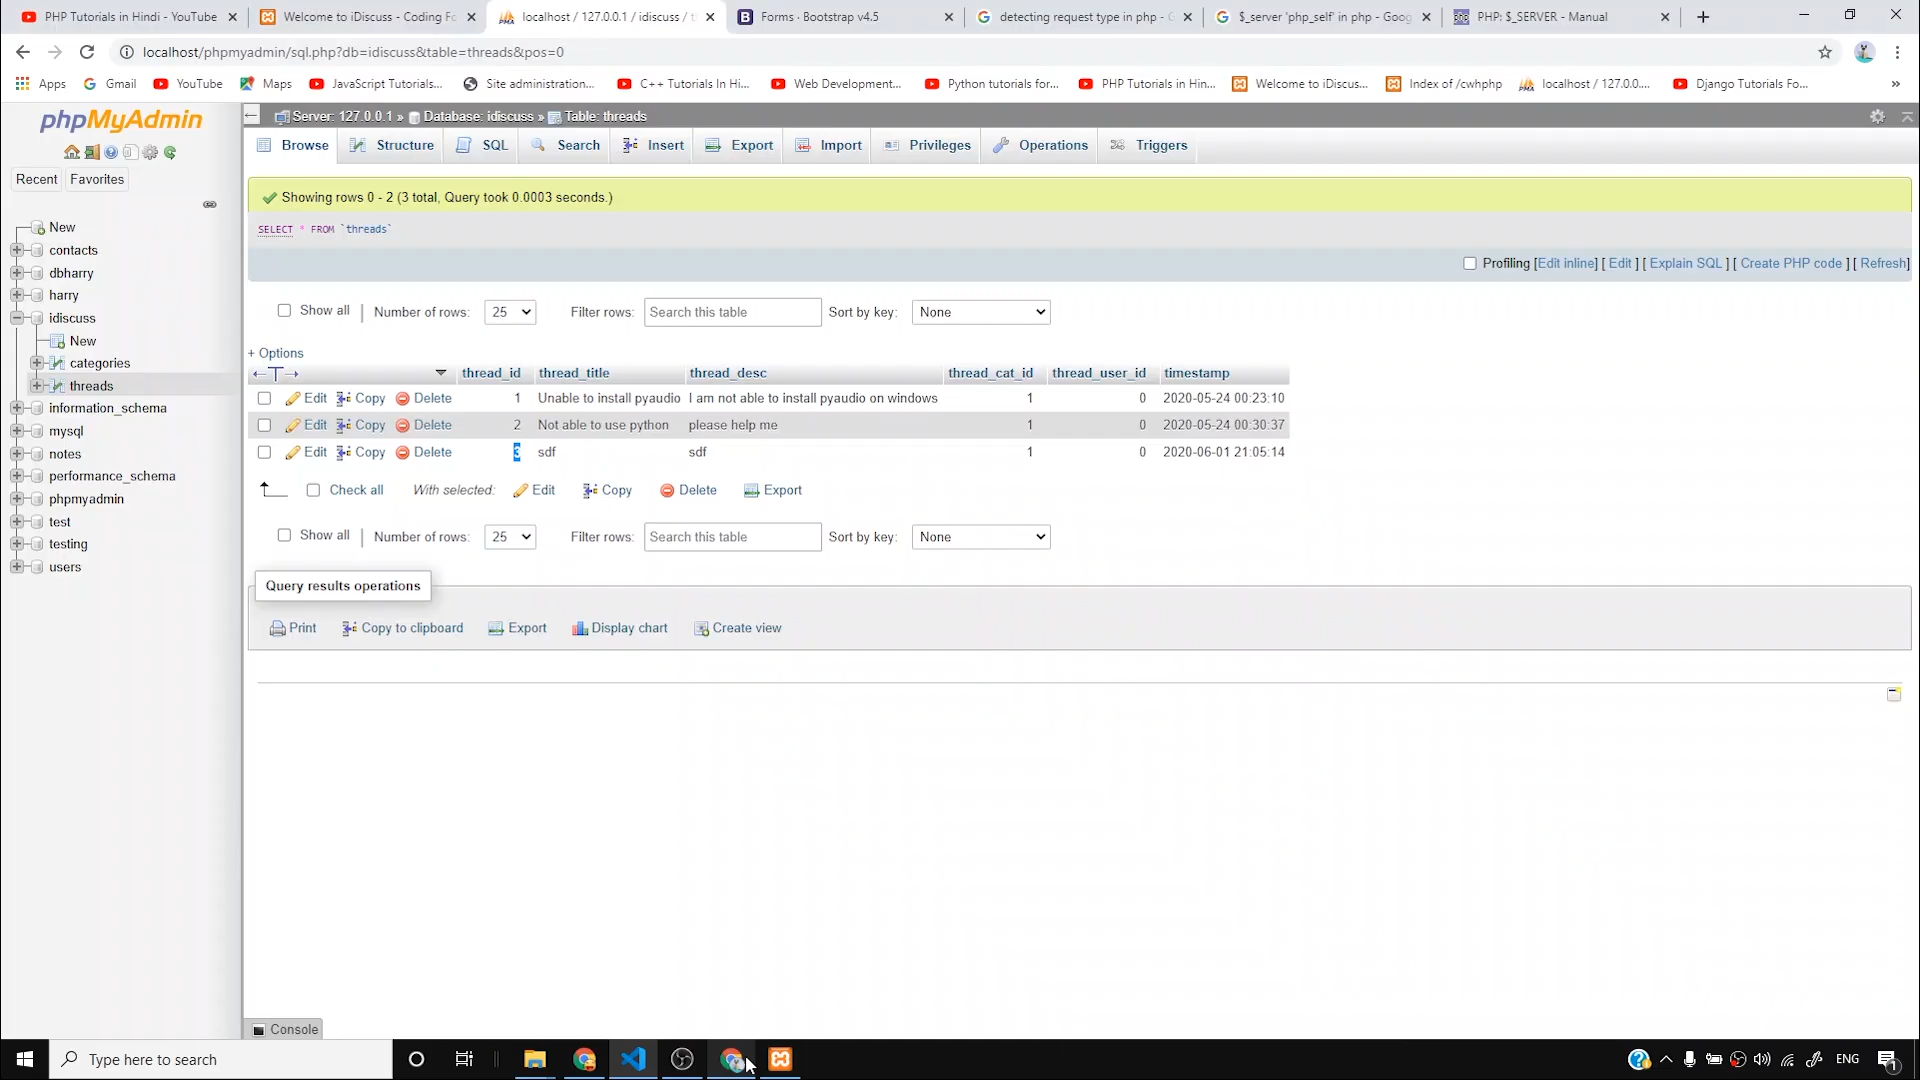 PHP Tutorials in Hindi - YouTube
Welcome to iDiscuss - Coding Fo
localhost / 127.0.0.1 / idiscuss / t
Forms · Bootstrap v4.5
detecting request type in php - G
$_server 'php_self' in php - Goog
PHP: $_SERVER - Manual
localhost/phpmyadmin/sql.php?db=idiscuss&table=threads&pos=0
Apps Gmail YouTube Maps JavaScript Tutorials... Site administration... C++ Tutorials In Hi... Web Development... Python tutorials for... PHP Tutorials in Hin... Welcome to iDiscus... Index of /cwhphp localhost / 127.0.0.... Django Tutorials Fo... »
phpMyAdmin
Recent Favorites
New
contacts
dbharry
harry
idiscuss
New
categories
threads
information_schema
mysql
notes
performance_schema
phpmyadmin
test
testing
users
Server: 127.0.0.1 » Database: idiscuss » Table: threads
Browse Structure SQL Search Insert Export Import Privileges Operations Triggers
Showing rows 0 - 2 (3 total, Query took 0.0003 seconds.)
SELECT * FROM `threads`
Profiling [Edit inline] [ Edit ] [ Explain SQL ] [ Create PHP code ] [ Refresh]
Show all Number of rows: 25 Filter rows: Search this table Sort by key: None
+ Options
←T→ thread_id thread_title thread_desc thread_cat_id thread_user_id timestamp
Edit Copy Delete 1 Unable to install pyaudio I am not able to install pyaudio on windows 1 0 2020-05-24 00:23:10
Edit Copy Delete 2 Not able to use python please help me 1 0 2020-05-24 00:30:37
Edit Copy Delete 3 sdf sdf 1 0 2020-06-01 21:05:14
Check all With selected: Edit Copy Delete Export
Show all Number of rows: 25 Filter rows: Search this table Sort by key: None
Query results operations
Print Copy to clipboard Export Display chart Create view
Console
Type here to search
ENG
1